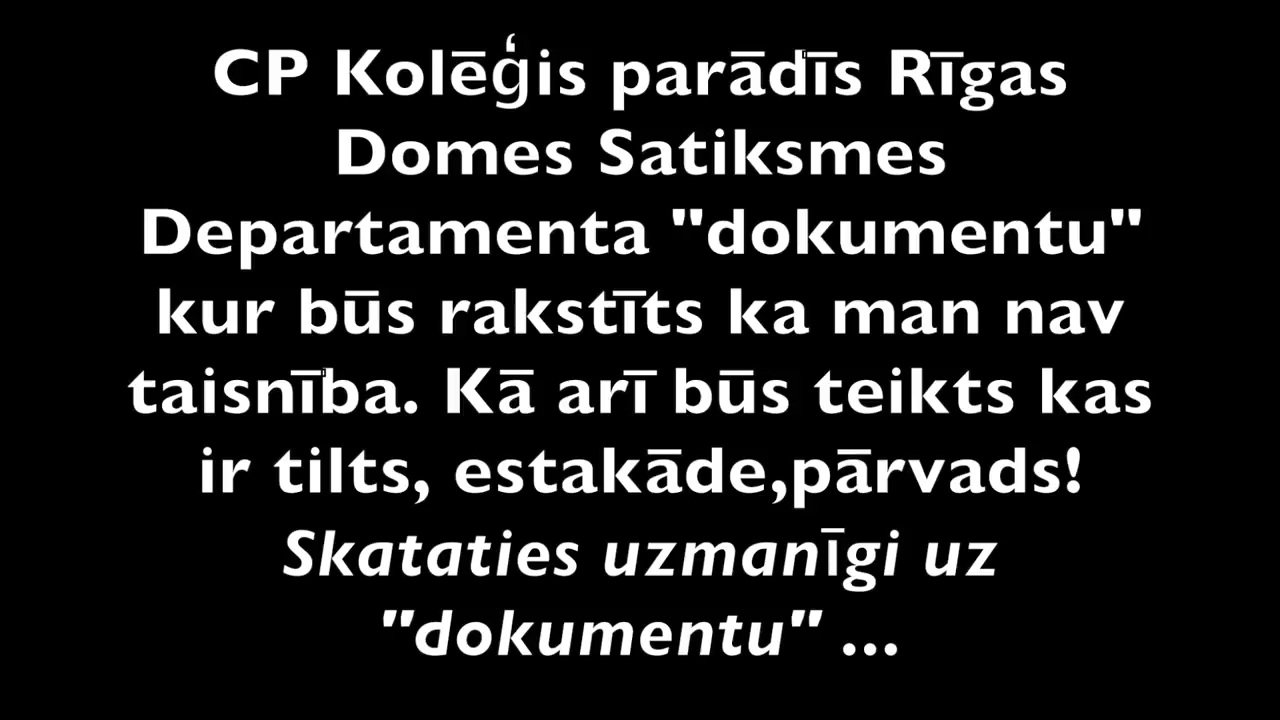 CP Kolēģis parādīs Rīgas
Domes Satiksmes
Departamenta "dokumentu"
kur būs rakstīts ka man nav
taisnība. Kā arī būs teikts kas
ir tilts, estakāde,pārvads!
Skataties uzmanīgi uz
"dokumentu" ...